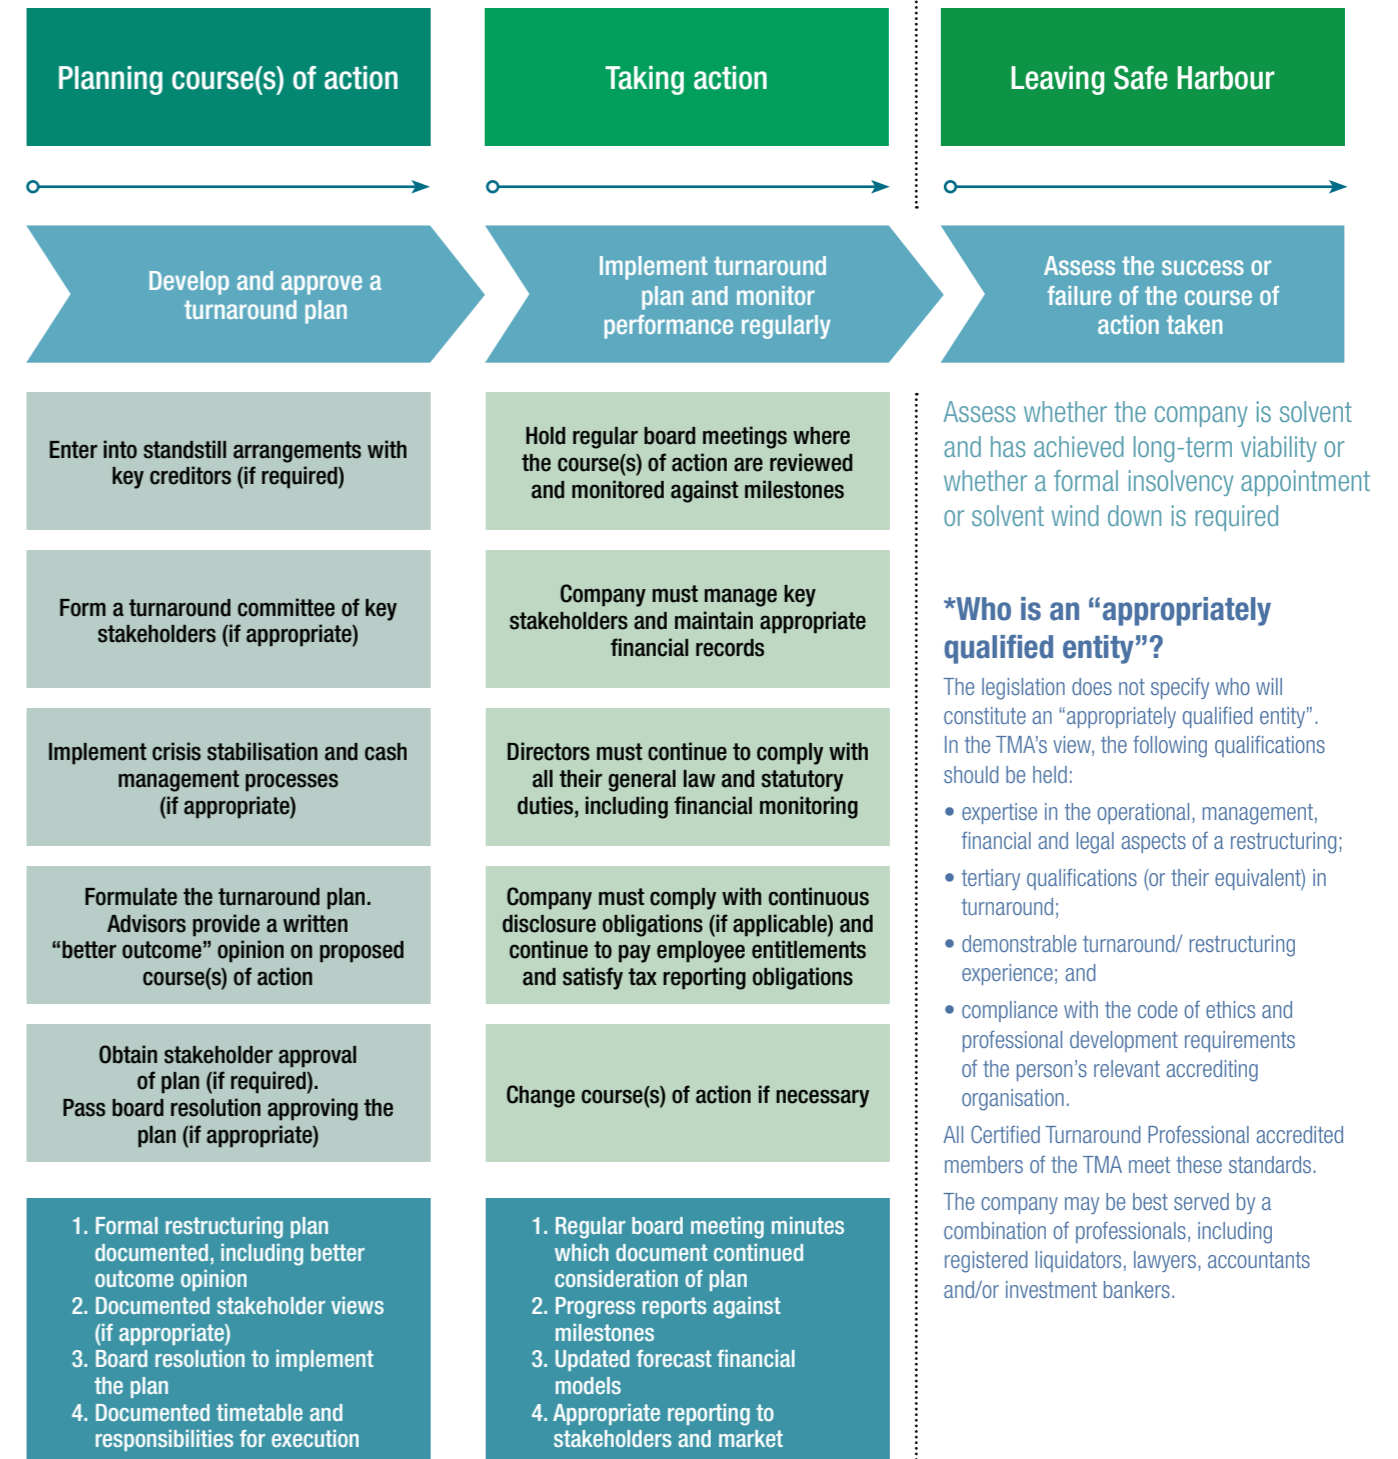 Planning course(s) of action
Develop and approve a
turnaround plan
Enter into standstill arrangements with
key creditors (if required)
Form a turnaround committee of key
stakeholders (if appropriate)
Implement crisis stabilisation and cash
management processes
(if appropriate)
Formulate the turnaround plan.
Advisors provide a written
“better outcome” opinion on proposed
course(s) of action
Obtain stakeholder approval
of plan (if required).
Pass board resolution approving the
plan (if appropriate)
1. Formal restructuring plan
documented, including better
outcome opinion
2. Documented stakeholder views
(if appropriate)
3. Board resolution to implement
the plan
4. Documented timetable and
responsibilities for execution
Taking action
Implement turnaround
plan and monitor
performance regularly
Hold regular board meetings where
the course(s) of action are reviewed
and monitored against milestones
Company must manage key
stakeholders and maintain appropriate
financial records
Directors must continue to comply with
all their general law and statutory
duties, including financial monitoring
Company must comply with continuous
disclosure obligations (if applicable) and
continue to pay employee entitlements
and satisfy tax reporting obligations
Change course(s) of action if necessary
1. Regular board meeting minutes
which document continued
consideration of plan
2. Progress reports against
milestones
3. Updated forecast financial
models
4. Appropriate reporting to
stakeholders and market
Leaving Safe Harbour
Assess the success or
failure of the course of
action taken
Assess whether the company is solvent
and has achieved long-term viability or
whether a formal insolvency appointment
or solvent wind down is required
*Who is an “appropriately
qualified entity”?
The legislation does not specify who will
constitute an “appropriately qualified entity”.
In the TMA’s view, the following qualifications
should be held:
• expertise in the operational, management,
financial and legal aspects of a restructuring;
• tertiary qualifications (or their equivalent) in
turnaround;
• demonstrable turnaround/ restructuring
experience; and
• compliance with the code of ethics and
professional development requirements
of the person’s relevant accrediting
organisation.
All Certified Turnaround Professional accredited
members of the TMA meet these standards.
The company may be best served by a
combination of professionals, including
registered liquidators, lawyers, accountants
and/or investment bankers.